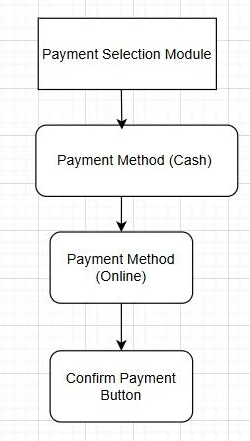 Payment Selection Module
Payment Method (Cash)
Payment Method
(Online)
Confirm Payment
Button